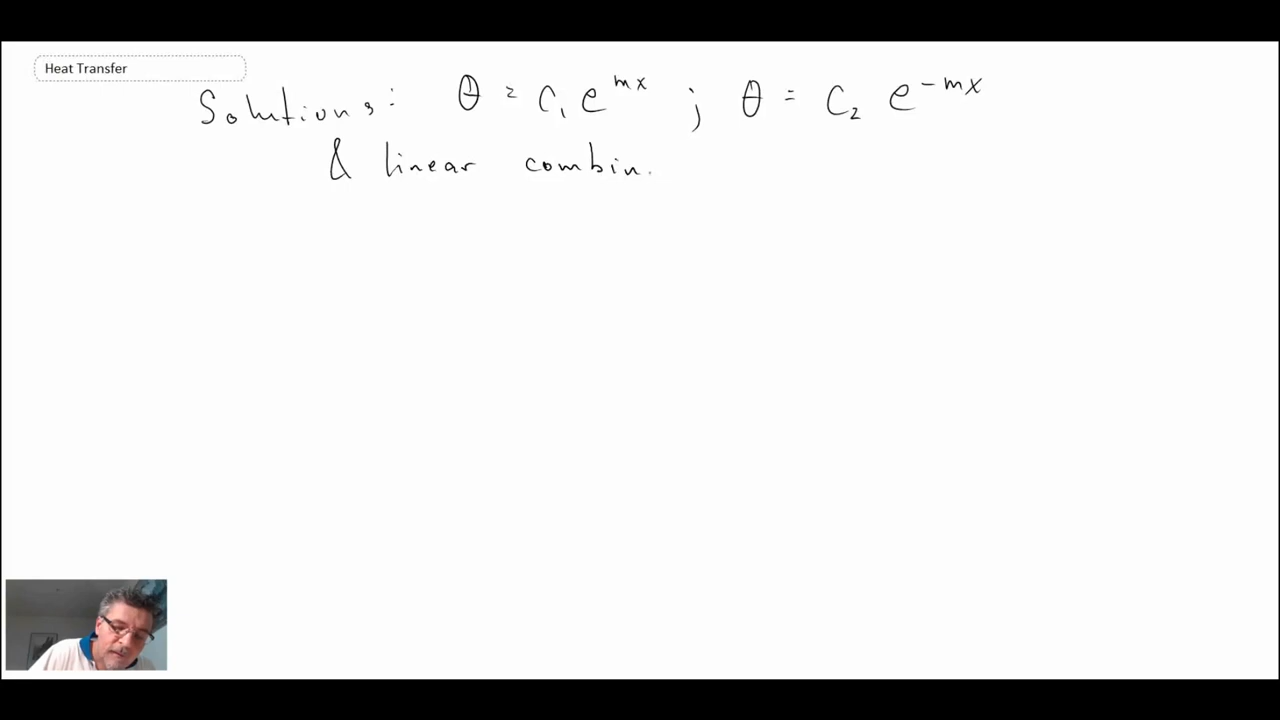 Heat Transfer
Solutions: θ = C₁ e^{mx} ; θ = C₂ e^{-mx}
& linear combin.